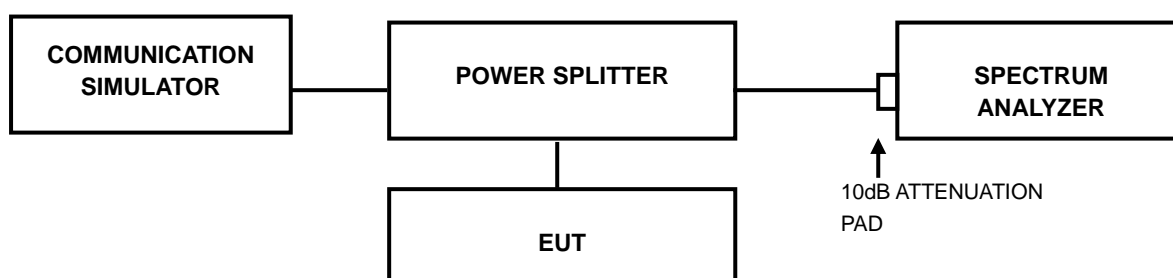 COMMUNICATION
SIMULATOR
POWER SPLITTER
SPECTRUM
ANALYZER
10dB ATTENUATION
PAD
EUT